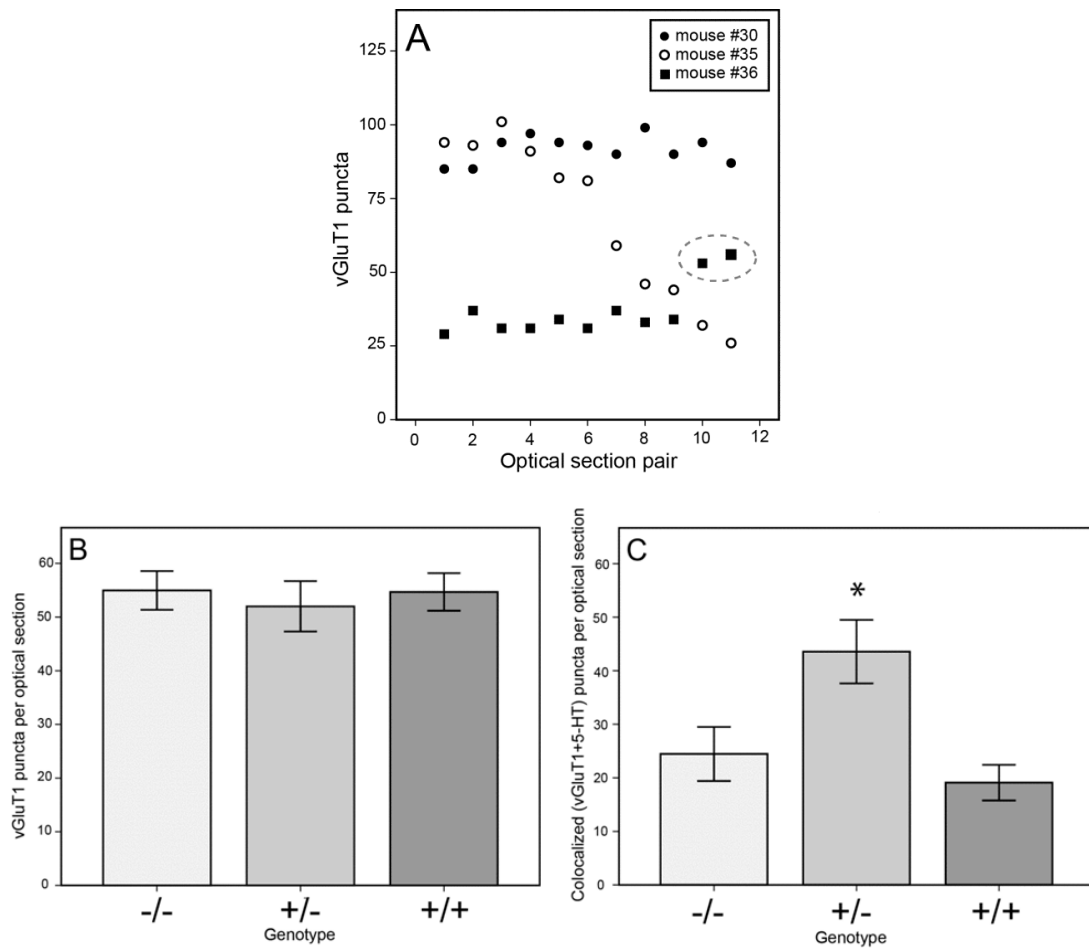 A
mouse #30
mouse #35
mouse #36
125
100
75
50
25
0
vGluT1 puncta
0 2 4 6 8 10 12
Optical section pair
B
60
50
40
30
20
10
0
vGluT1 puncta per optical section
-/- +/- +/+
Genotype
C
*
60
50
40
30
20
10
0
Colocalized (vGluT1+5-HT) puncta per optical section
-/- +/- +/+
Genotype